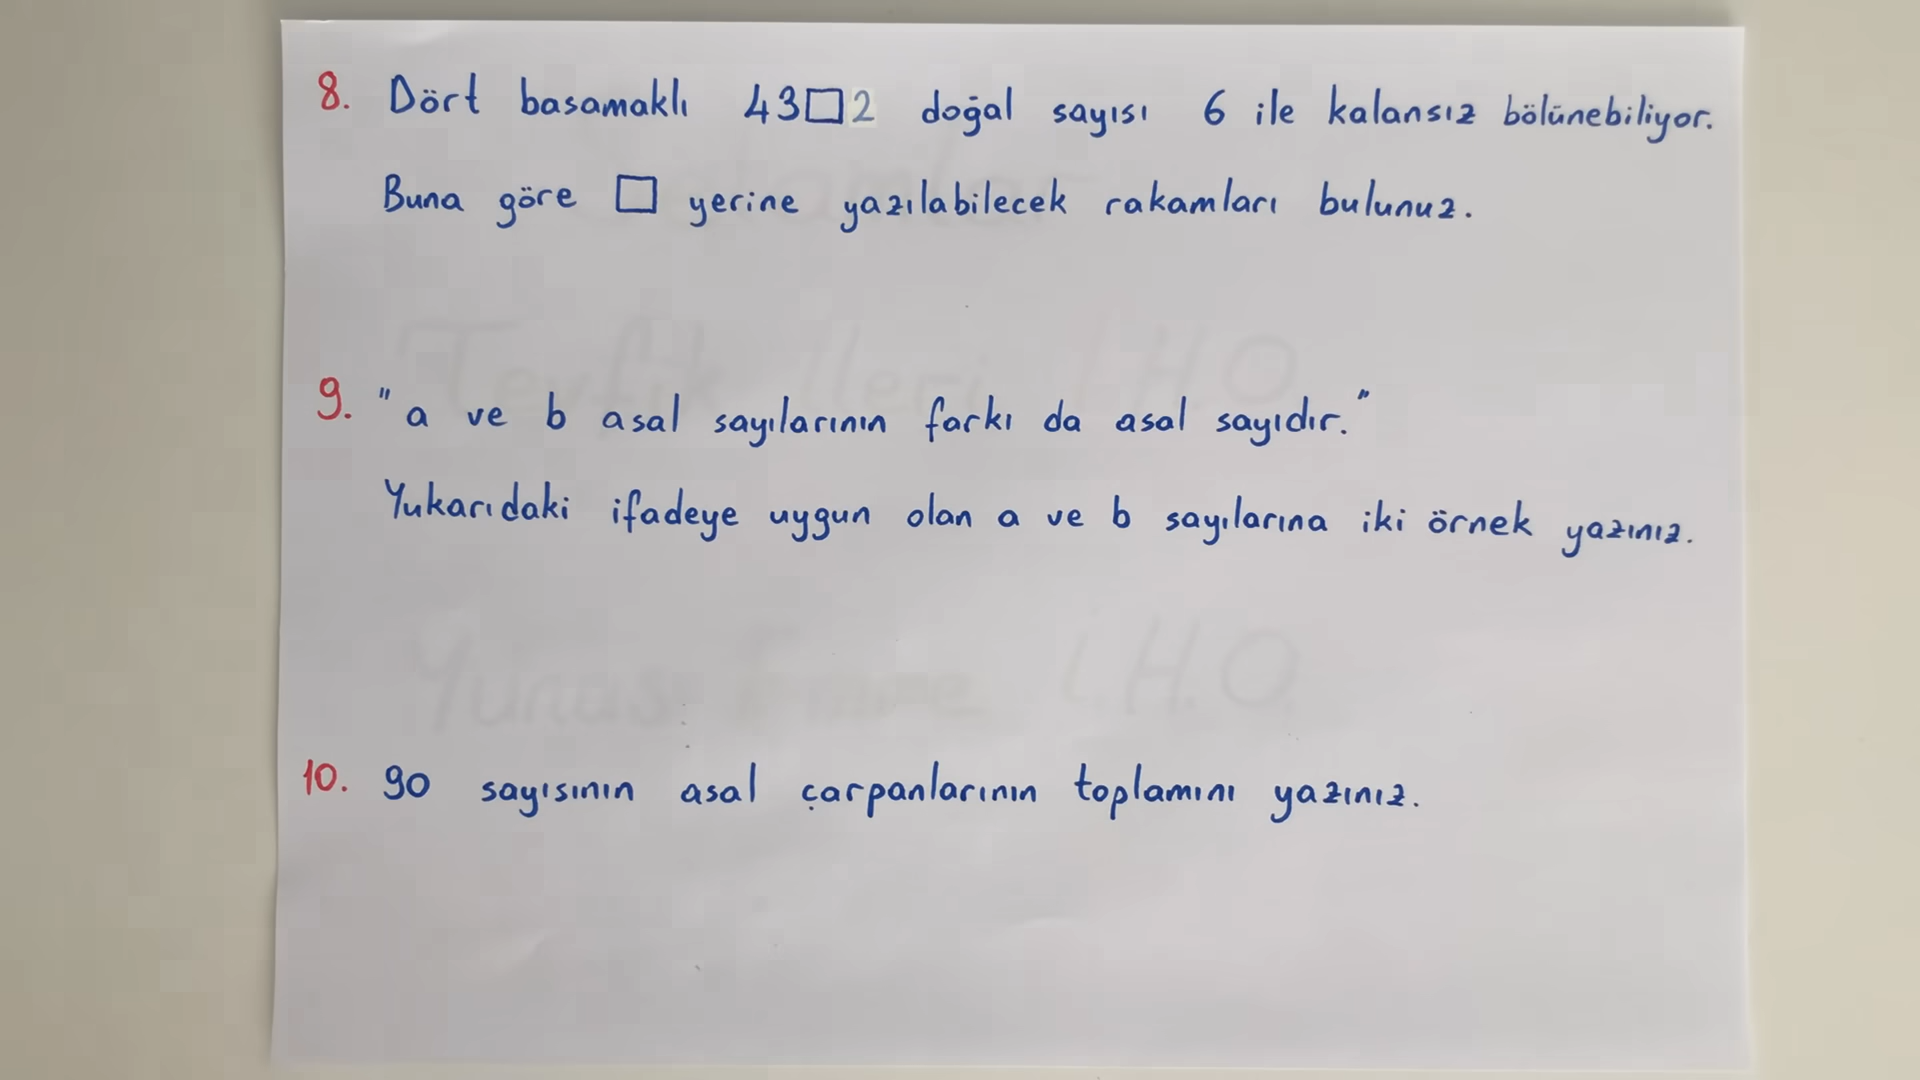 8. Dört basamaklı 43□2 doğal sayısı 6 ile kalansız bölünebiliyor.
Buna göre □ yerine yazılabilecek rakamları bulunuz.
9. "a ve b asal sayılarının farkı da asal sayıdır."
Yukarıdaki ifadeye uygun olan a ve b sayılarına iki örnek yazınız.
10. 90 sayısının asal çarpanlarının toplamını yazınız.